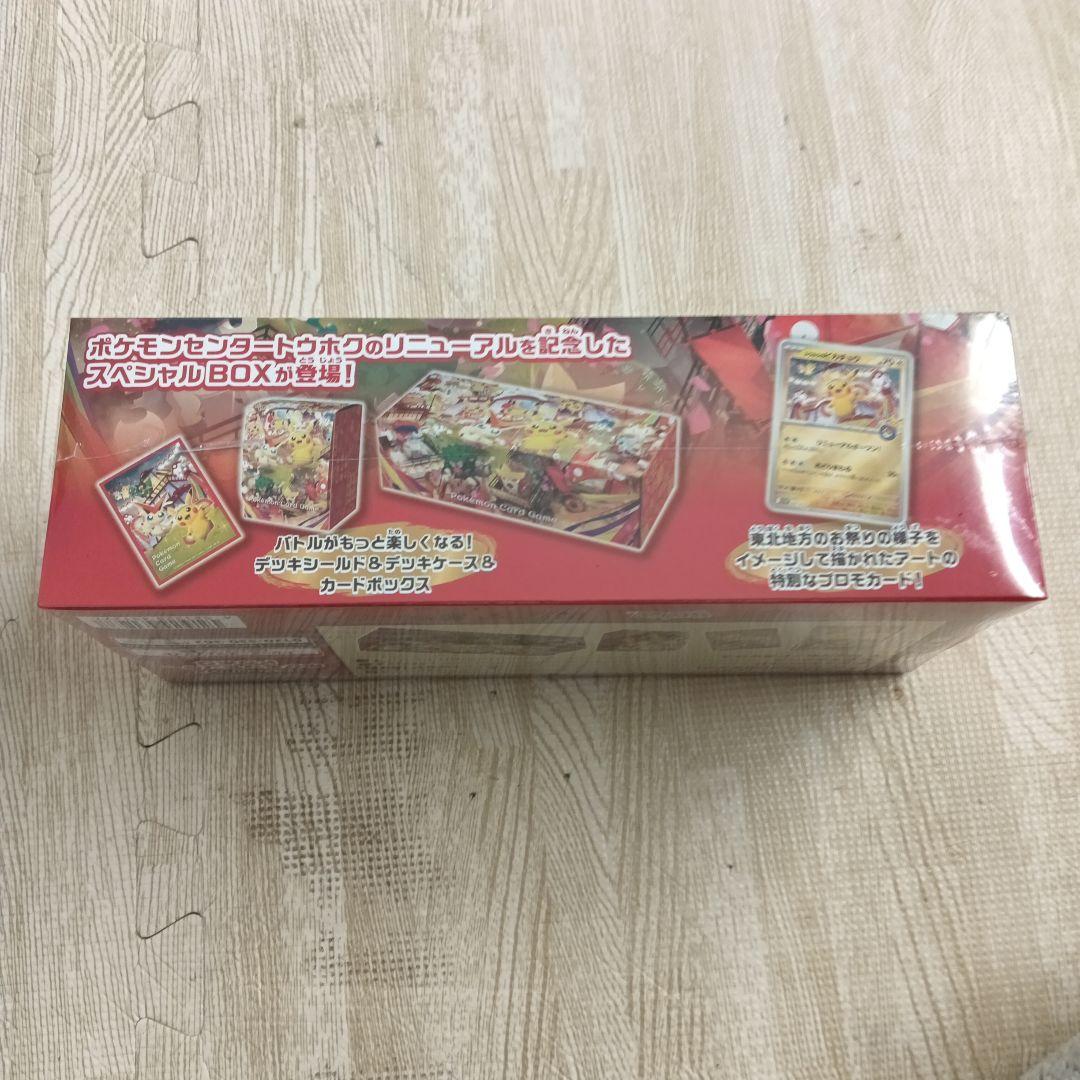 ポケモンセンタートウホクのリニューアルを記念した
スペシャルBOXが登場!
Pokémon
Card
Game
Pokémon Card Game
Pokémon Card Game
バトルがもっと楽しくなる!
デッキシールド&デッキケース&
カードボックス
東北地方のお祭りの様子を
イメージして描かれたアートの
特別なプロモカード!